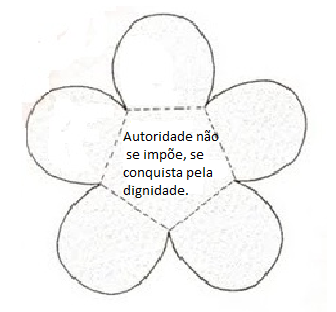 Autoridade não
se impõe, se
conquista pela
dignidade.